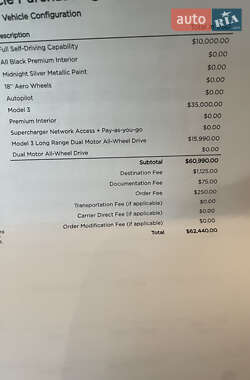 Vehicle Configuration
Description
Full Self-Driving Capability $10,000.00
All Black Premium Interior $0.00
Midnight Silver Metallic Paint $0.00
18" Aero Wheels $0.00
Autopilot $0.00
Model 3 $35,000.00
Premium Interior $0.00
Supercharger Network Access + Pay-as-you-go $0.00
Model 3 Long Range Dual Motor All-Wheel Drive $15,990.00
Dual Motor All-Wheel Drive $0.00
Subtotal $60,990.00
Destination Fee $1,125.00
Documentation Fee $75.00
Order Fee $250.00
Transportation Fee (if applicable) $0.00
Carrier Direct Fee (if applicable) $0.00
Order Modification Fee (if applicable) $0.00
Total $62,440.00
auto RIA.com